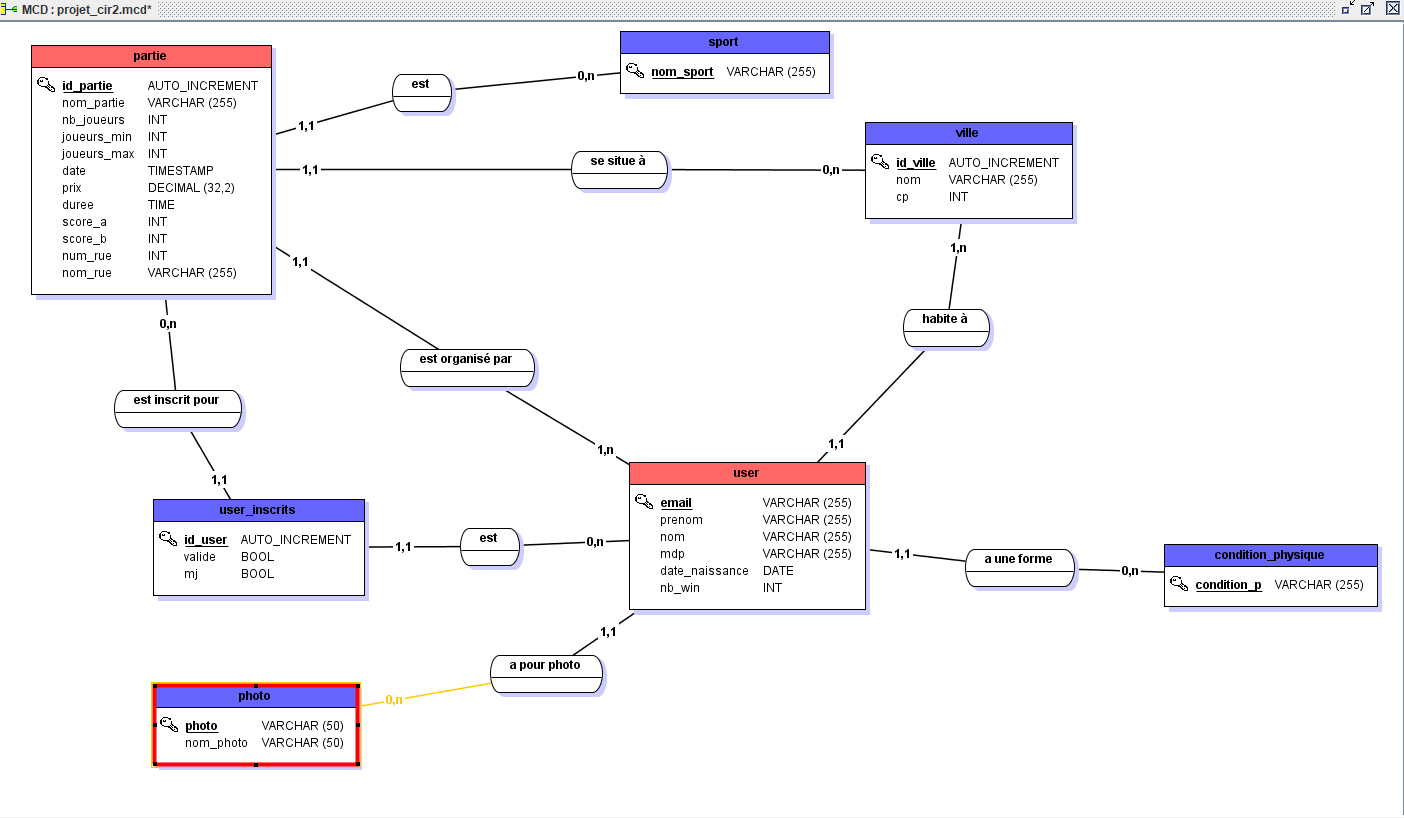 MCD : projet_cir2.mcd*
partie
id_partie AUTO_INCREMENT
nom_partie VARCHAR (255)
nb_joueurs INT
joueurs_min INT
joueurs_max INT
date TIMESTAMP
prix DECIMAL (32,2)
duree TIME
score_a INT
score_b INT
num_rue INT
nom_rue VARCHAR (255)
1,1
est
0,n
sport
nom_sport VARCHAR (255)
1,1
se situe à
0,n
ville
id_ville AUTO_INCREMENT
nom VARCHAR (255)
cp INT
1,n
habite à
1,1
1,1
est organisé par
1,n
0,n
est inscrit pour
1,1
user_inscrits
id_user AUTO_INCREMENT
valide BOOL
mj BOOL
1,1
est
0,n
user
email VARCHAR (255)
prenom VARCHAR (255)
nom VARCHAR (255)
mdp VARCHAR (255)
date_naissance DATE
nb_win INT
1,1
a une forme
0,n
condition_physique
condition_p VARCHAR (255)
1,1
a pour photo
0,n
photo
photo VARCHAR (50)
nom_photo VARCHAR (50)